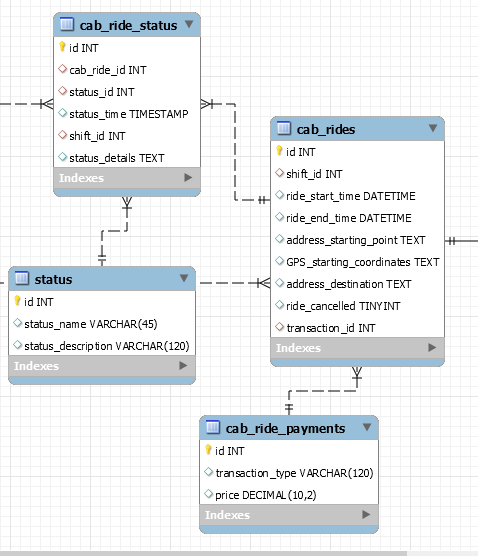 cab_ride_status
id INT
cab_ride_id INT
status_id INT
status_time TIMESTAMP
shift_id INT
status_details TEXT
Indexes
cab_rides
id INT
shift_id INT
ride_start_time DATETIME
ride_end_time DATETIME
address_starting_point TEXT
GPS_starting_coordinates TEXT
address_destination TEXT
ride_cancelled TINYINT
transaction_id INT
Indexes
status
id INT
status_name VARCHAR(45)
status_description VARCHAR(120)
Indexes
cab_ride_payments
id INT
transaction_type VARCHAR(120)
price DECIMAL(10,2)
Indexes